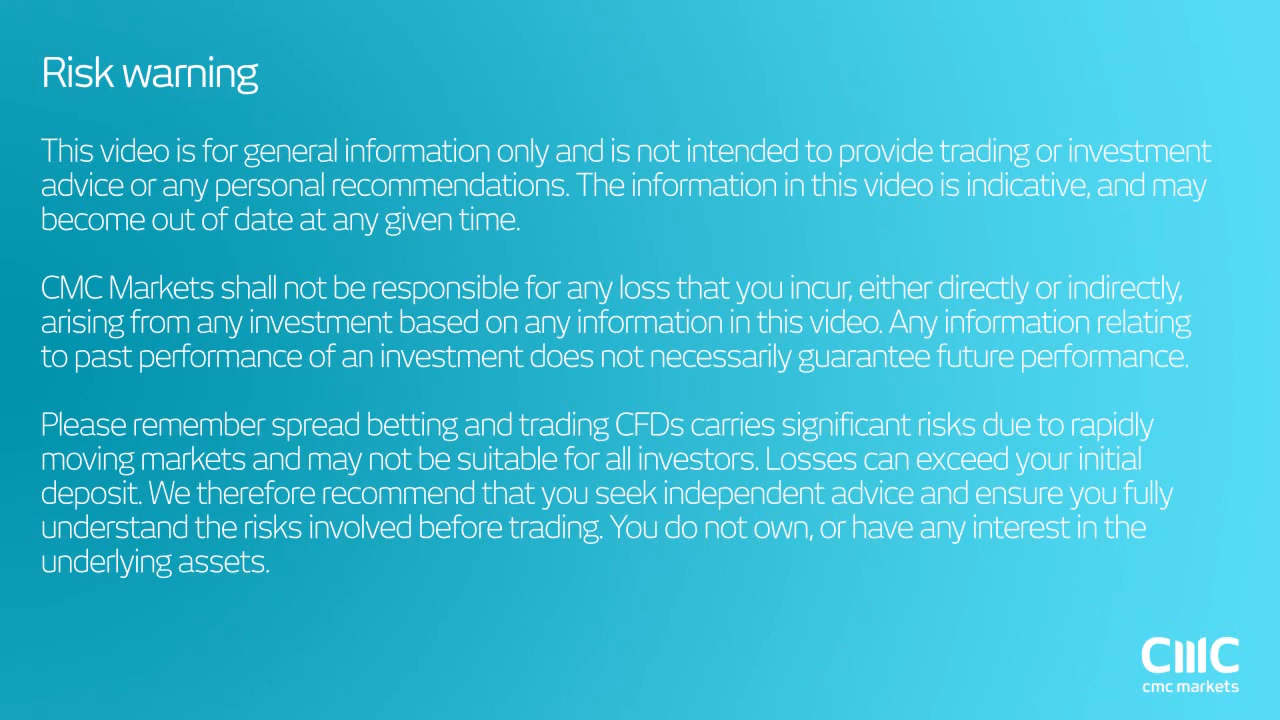 Risk warning
This video is for general information only and is not intended to provide trading or investment
advice or any personal recommendations. The information in this video is indicative, and may
become out of date at any given time.
CMC Markets shall not be responsible for any loss that you incur, either directly or indirectly,
arising from any investment based on any information in this video. Any information relating
to past performance of an investment does not necessarily guarantee future performance.
Please remember spread betting and trading CFDs carries significant risks due to rapidly
moving markets and may not be suitable for all investors. Losses can exceed your initial
deposit. We therefore recommend that you seek independent advice and ensure you fully
understand the risks involved before trading. You do not own, or have any interest in the
underlying assets.
CMC
cmc markets